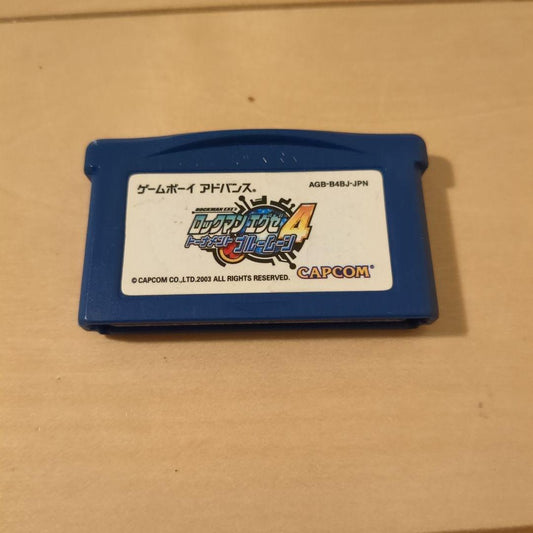 ゲームボーイ アドバンス®
AGB-B4BJ-JPN
ROCKMAN EXE4
ロックマン エグゼ4
トーナメント ブルームーン
© CAPCOM CO.,LTD.2003 ALL RIGHTS RESERVED.
CAPCOM®